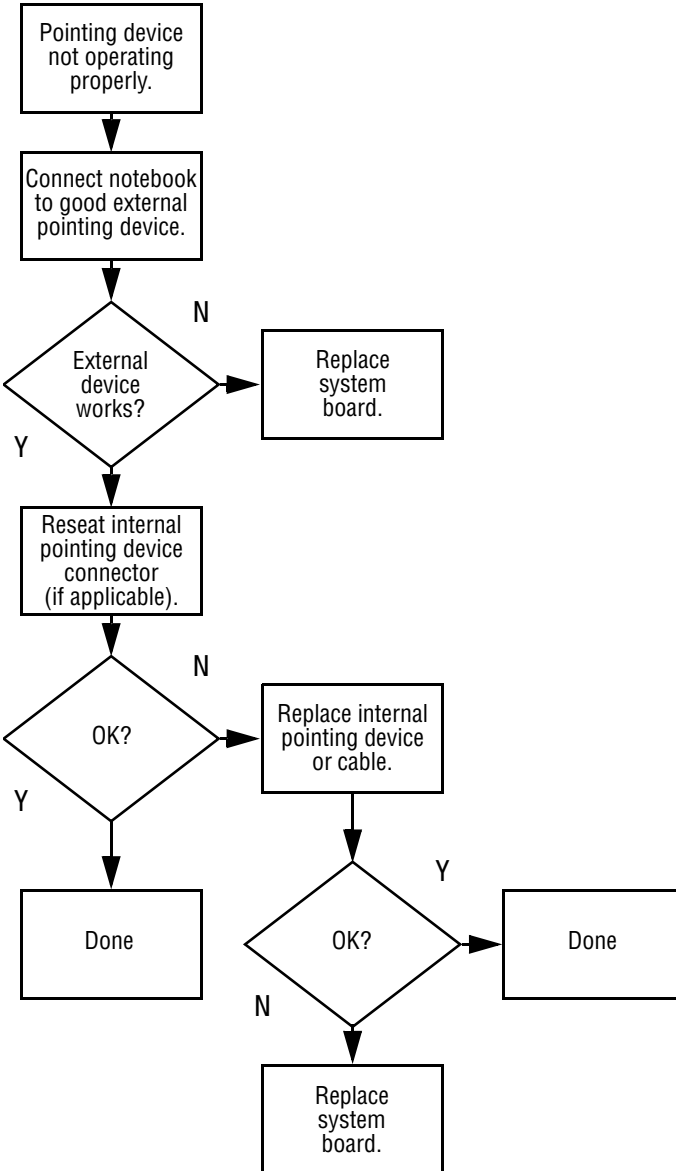 Pointing device
not operating
properly.
Connect notebook
to good external
pointing device.
N
External
device
works?
Replace
system
board.
Y
Reseat internal
pointing device
connector
(if applicable).
N
OK?
Replace internal
pointing device
or cable.
Y
Y
Done
OK?
Done
N
Replace
system
board.